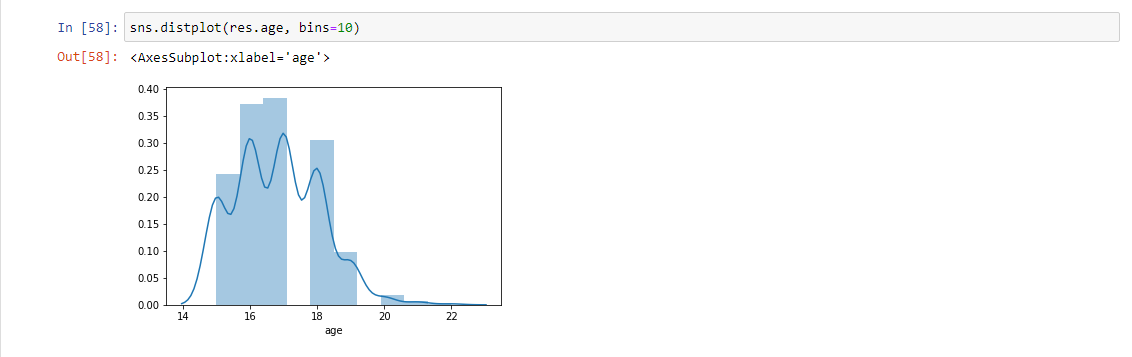 In [58]: sns.distplot(res.age, bins=10)
Out[58]: <AxesSubplot:xlabel='age'>
0.40
0.35
0.30
0.25
0.20
0.15
0.10
0.05
0.00
14 16 18 20 22
age